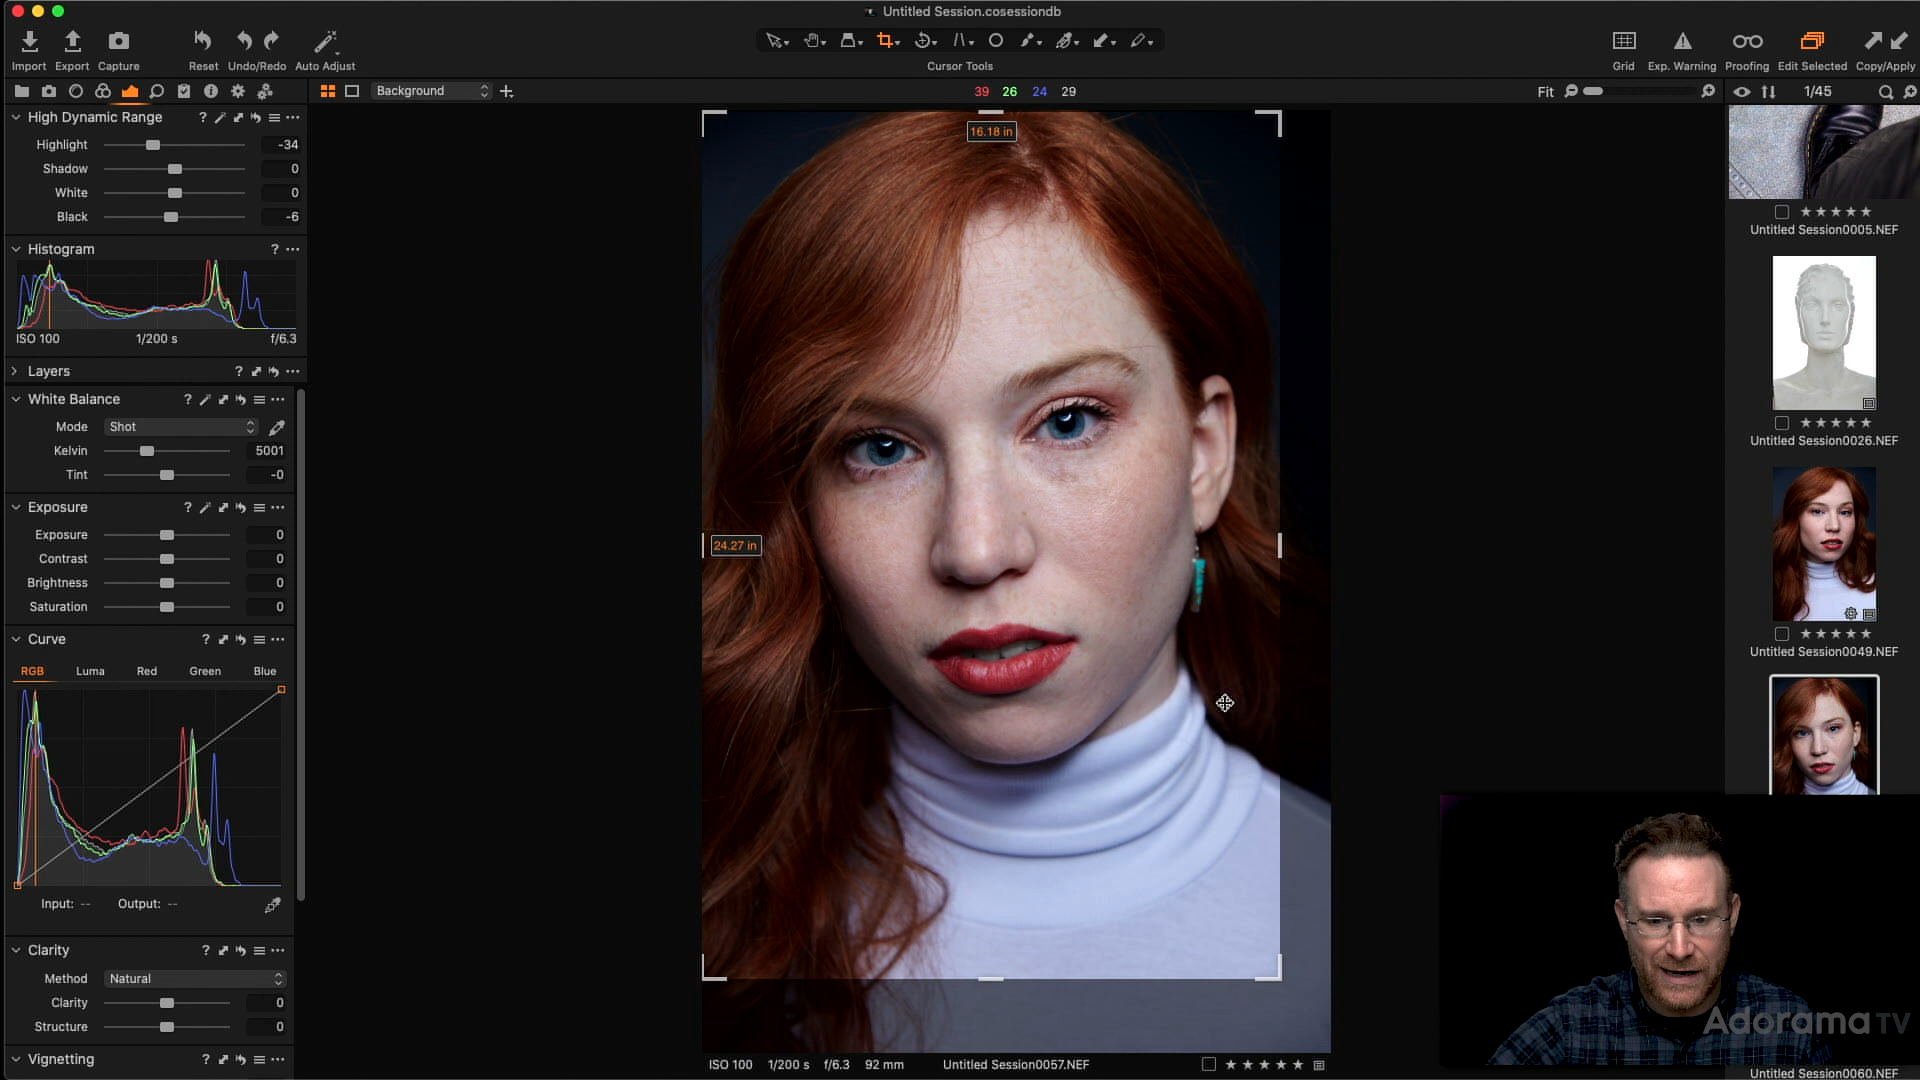 Untitled Session.cosessiondb
Import Export Capture Reset Undo/Redo Auto Adjust
Cursor Tools
Grid Exp. Warning Proofing Edit Selected Copy/Apply
Background
39 26 24 29
Fit
1/45
High Dynamic Range ?
Highlight -34
Shadow 0
White 0
Black -6
Histogram ?
ISO 100 1/200 s f/6.3
Layers ?
White Balance ?
Mode Shot
Kelvin 5001
Tint -0
Exposure ?
Exposure 0
Contrast 0
Brightness 0
Saturation 0
Curve ?
RGB Luma Red Green Blue
Input: -- Output: --
Clarity ?
Method Natural
Clarity 0
Structure 0
Vignetting ?
16.18 in
24.27 in
ISO 100 1/200 s f/6.3 92 mm Untitled Session0057.NEF
Untitled Session0005.NEF
Untitled Session0026.NEF
Untitled Session0049.NEF
Adorama TV
Untitled Session0060.NEF